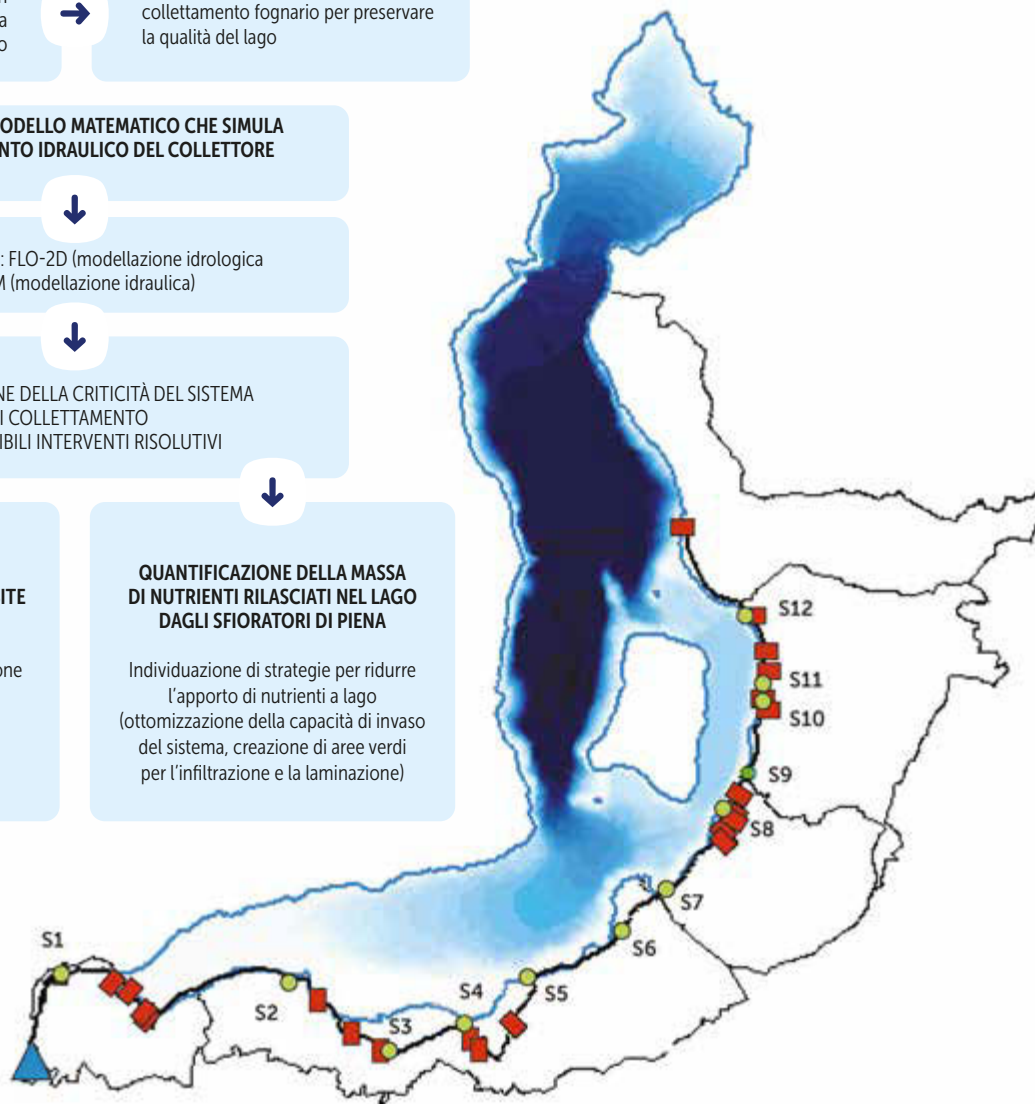 a
o
collettamento fognario per preservare
la qualità del lago
ODELLO MATEMATICO CHE SIMULA
NTO IDRAULICO DEL COLLETTORE
: FLO-2D (modellazione idrologica
M (modellazione idraulica)
NE DELLA CRITICITÀ DEL SISTEMA
I COLLETTAMENTO
IBILI INTERVENTI RISOLUTIVI
ITE
one
QUANTIFICAZIONE DELLA MASSA
DI NUTRIENTI RILASCIATI NEL LAGO
DAGLI SFIORATORI DI PIENA
Individuazione di strategie per ridurre
l'apporto di nutrienti a lago
(ottomizzazione della capacità di invaso
del sistema, creazione di aree verdi
per l'infiltrazione e la laminazione)
S12
S11
S10
S9
S8
S7
S6
S5
S4
S3
S2
S1